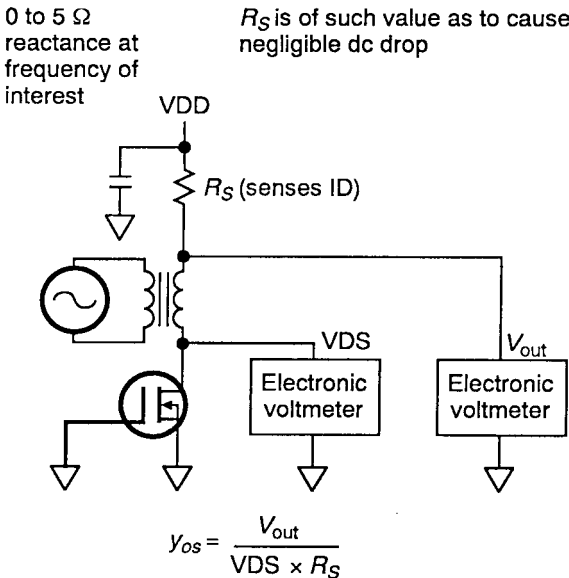 0 to 5 Ω
reactance at
frequency of
interest
R_S is of such value as to cause
negligible dc drop
VDD
R_S (senses ID)
VDS
V_out
Electronic
voltmeter
Electronic
voltmeter
y_os = V_out / VDS × R_S